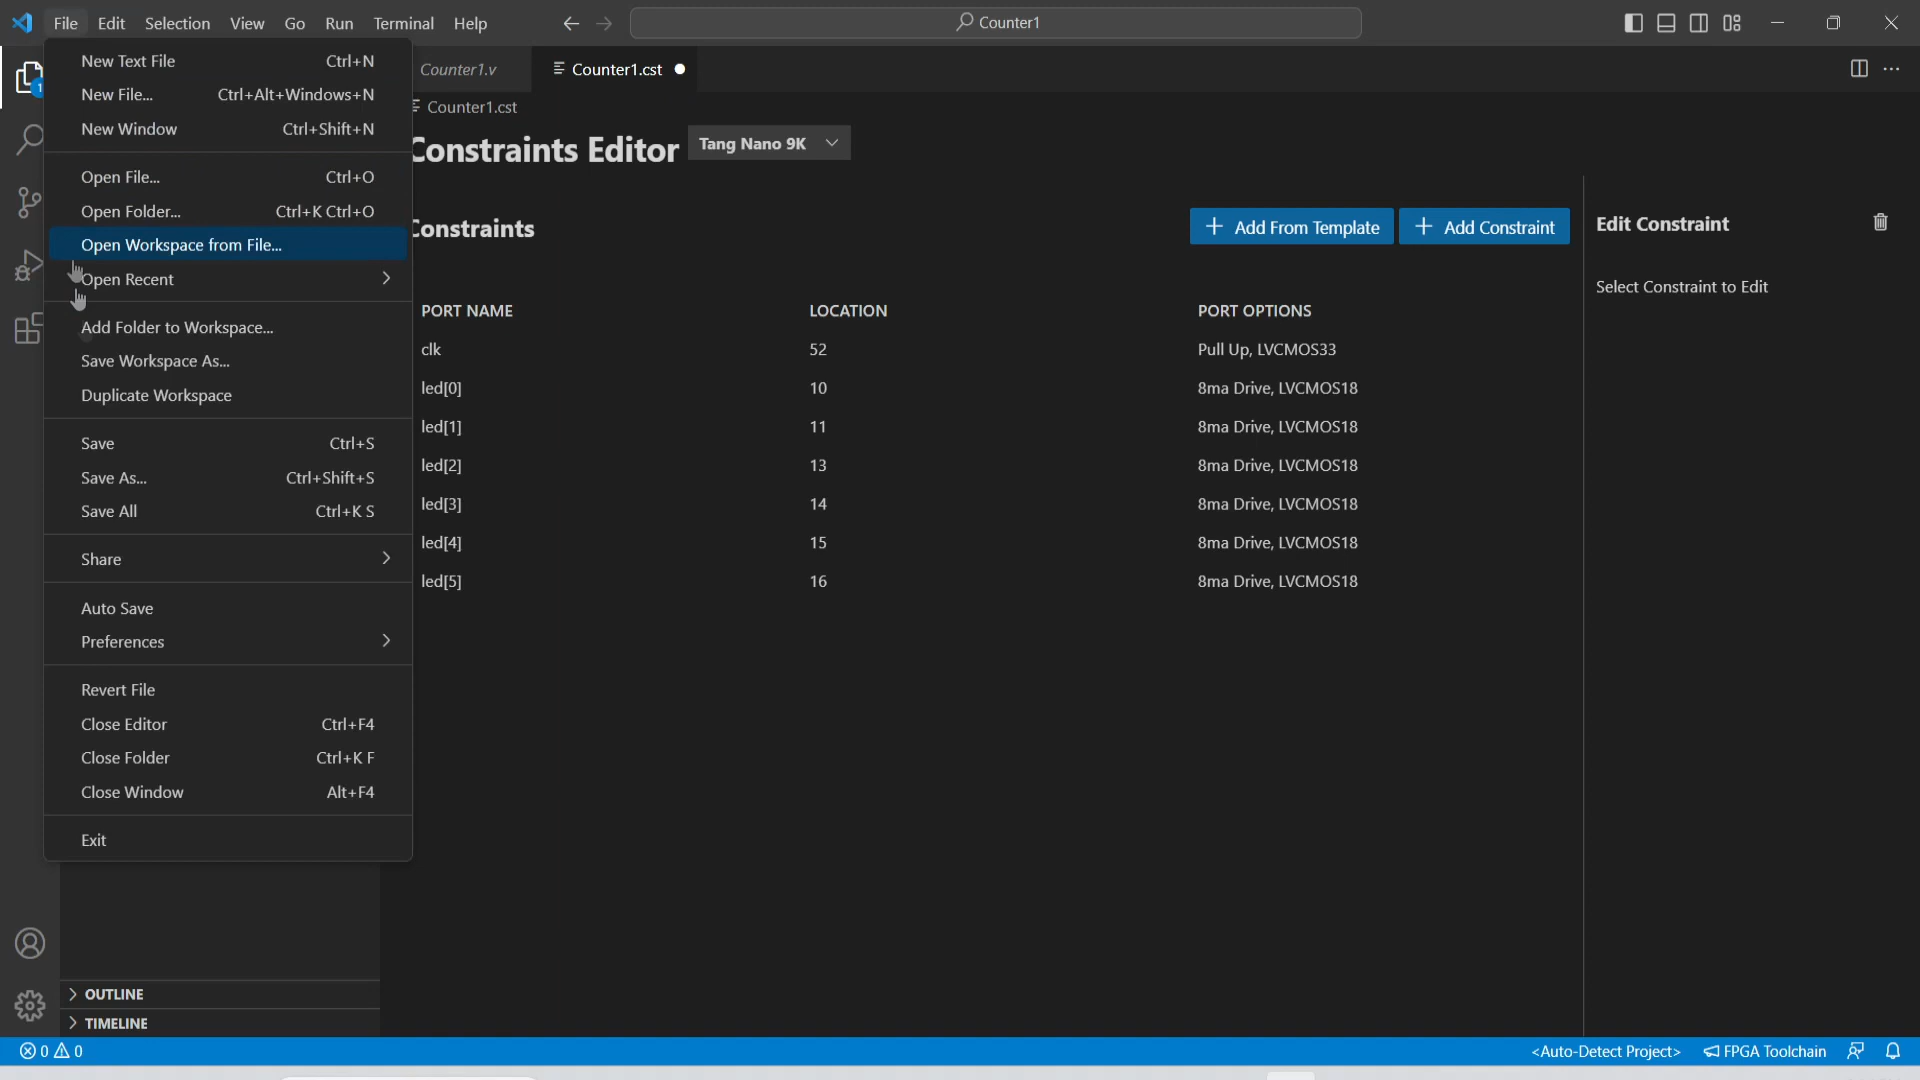 File Edit Selection View Go Run Terminal Help
Counter1
New Text File Ctrl+N
New File... Ctrl+Alt+Windows+N
New Window Ctrl+Shift+N
Open File... Ctrl+O
Open Folder... Ctrl+K Ctrl+O
Open Workspace from File...
Open Recent
Add Folder to Workspace...
Save Workspace As...
Duplicate Workspace
Save Ctrl+S
Save As... Ctrl+Shift+S
Save All Ctrl+K S
Share
Auto Save
Preferences
Revert File
Close Editor Ctrl+F4
Close Folder Ctrl+K F
Close Window Alt+F4
Exit
1
Counter1.v Counter1.cst
Counter1.cst
Constraints Editor Tang Nano 9K
Constraints
Add From Template Add Constraint
PORT NAME LOCATION PORT OPTIONS
clk 52 Pull Up, LVCMOS33
led[0] 10 8ma Drive, LVCMOS18
led[1] 11 8ma Drive, LVCMOS18
led[2] 13 8ma Drive, LVCMOS18
led[3] 14 8ma Drive, LVCMOS18
led[4] 15 8ma Drive, LVCMOS18
led[5] 16 8ma Drive, LVCMOS18
Edit Constraint
Select Constraint to Edit
OUTLINE
TIMELINE
0 0 <Auto-Detect Project> FPGA Toolchain